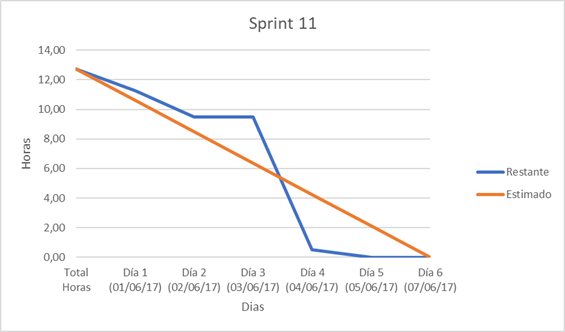 Sprint 11
14,00
12,00
10,00
8,00
6,00
4,00
2,00
0,00
Horas
Total Horas
Día 1 (01/06/17)
Día 2 (02/06/17)
Día 3 (03/06/17)
Día 4 (04/06/17)
Día 5 (05/06/17)
Día 6 (07/06/17)
Dias
Restante
Estimado